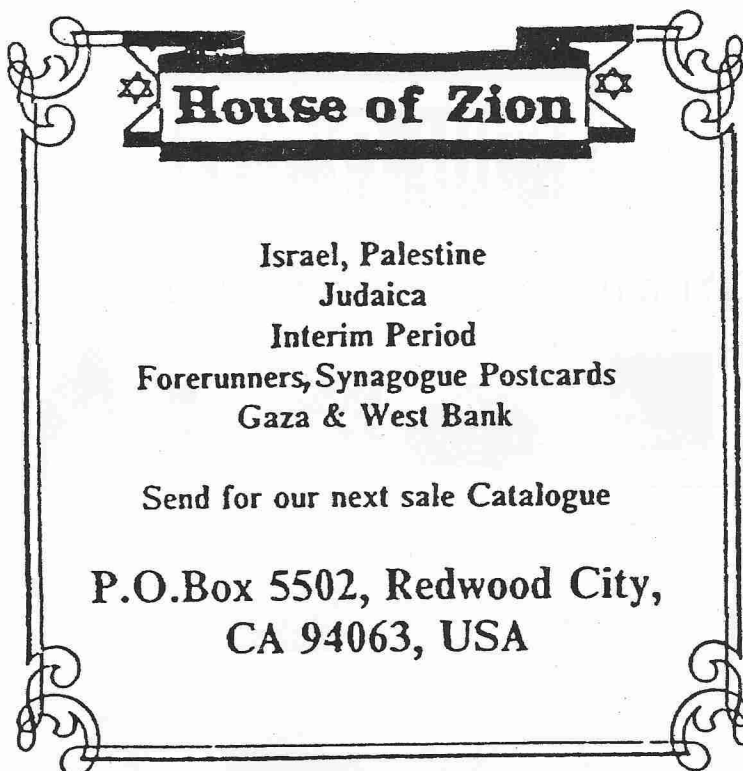 House of Zion
Israel, Palestine
Judaica
Interim Period
Forerunners, Synagogue Postcards
Gaza & West Bank
Send for our next sale Catalogue
P.O.Box 5502, Redwood City,
CA 94063, USA